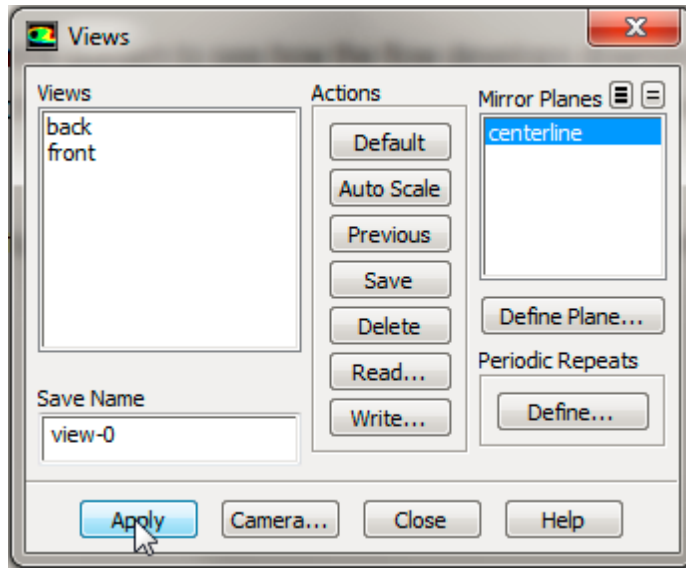 Views
Views
back
front
Save Name
view-0
Actions
Default
Auto Scale
Previous
Save
Delete
Read...
Write...
Mirror Planes
centerline
Define Plane...
Periodic Repeats
Define...
Apply
Camera...
Close
Help